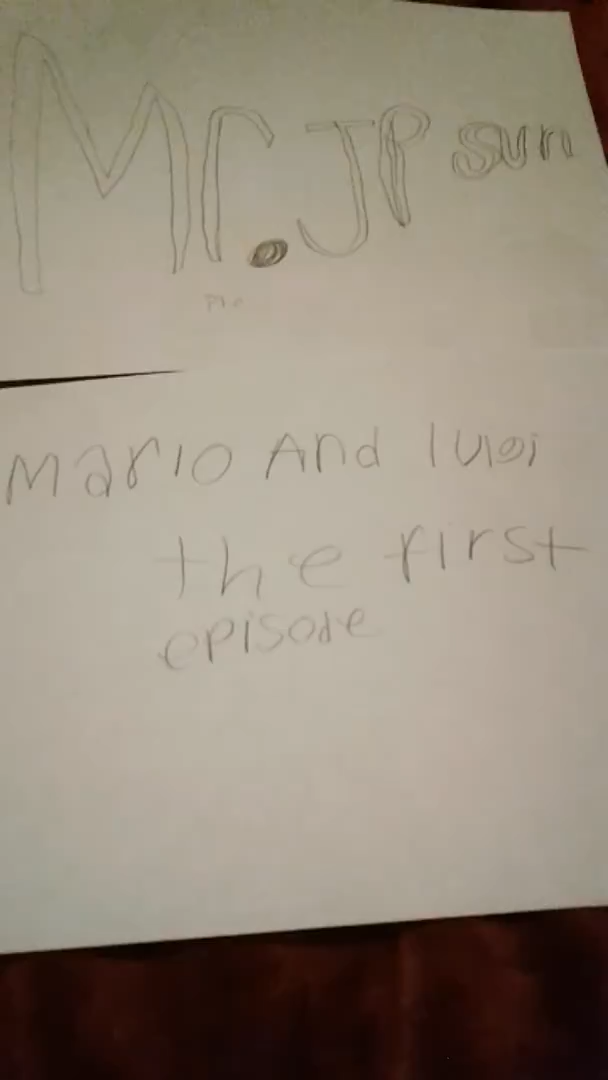 Mr. JP sun
Mario And luigi
the first
episode